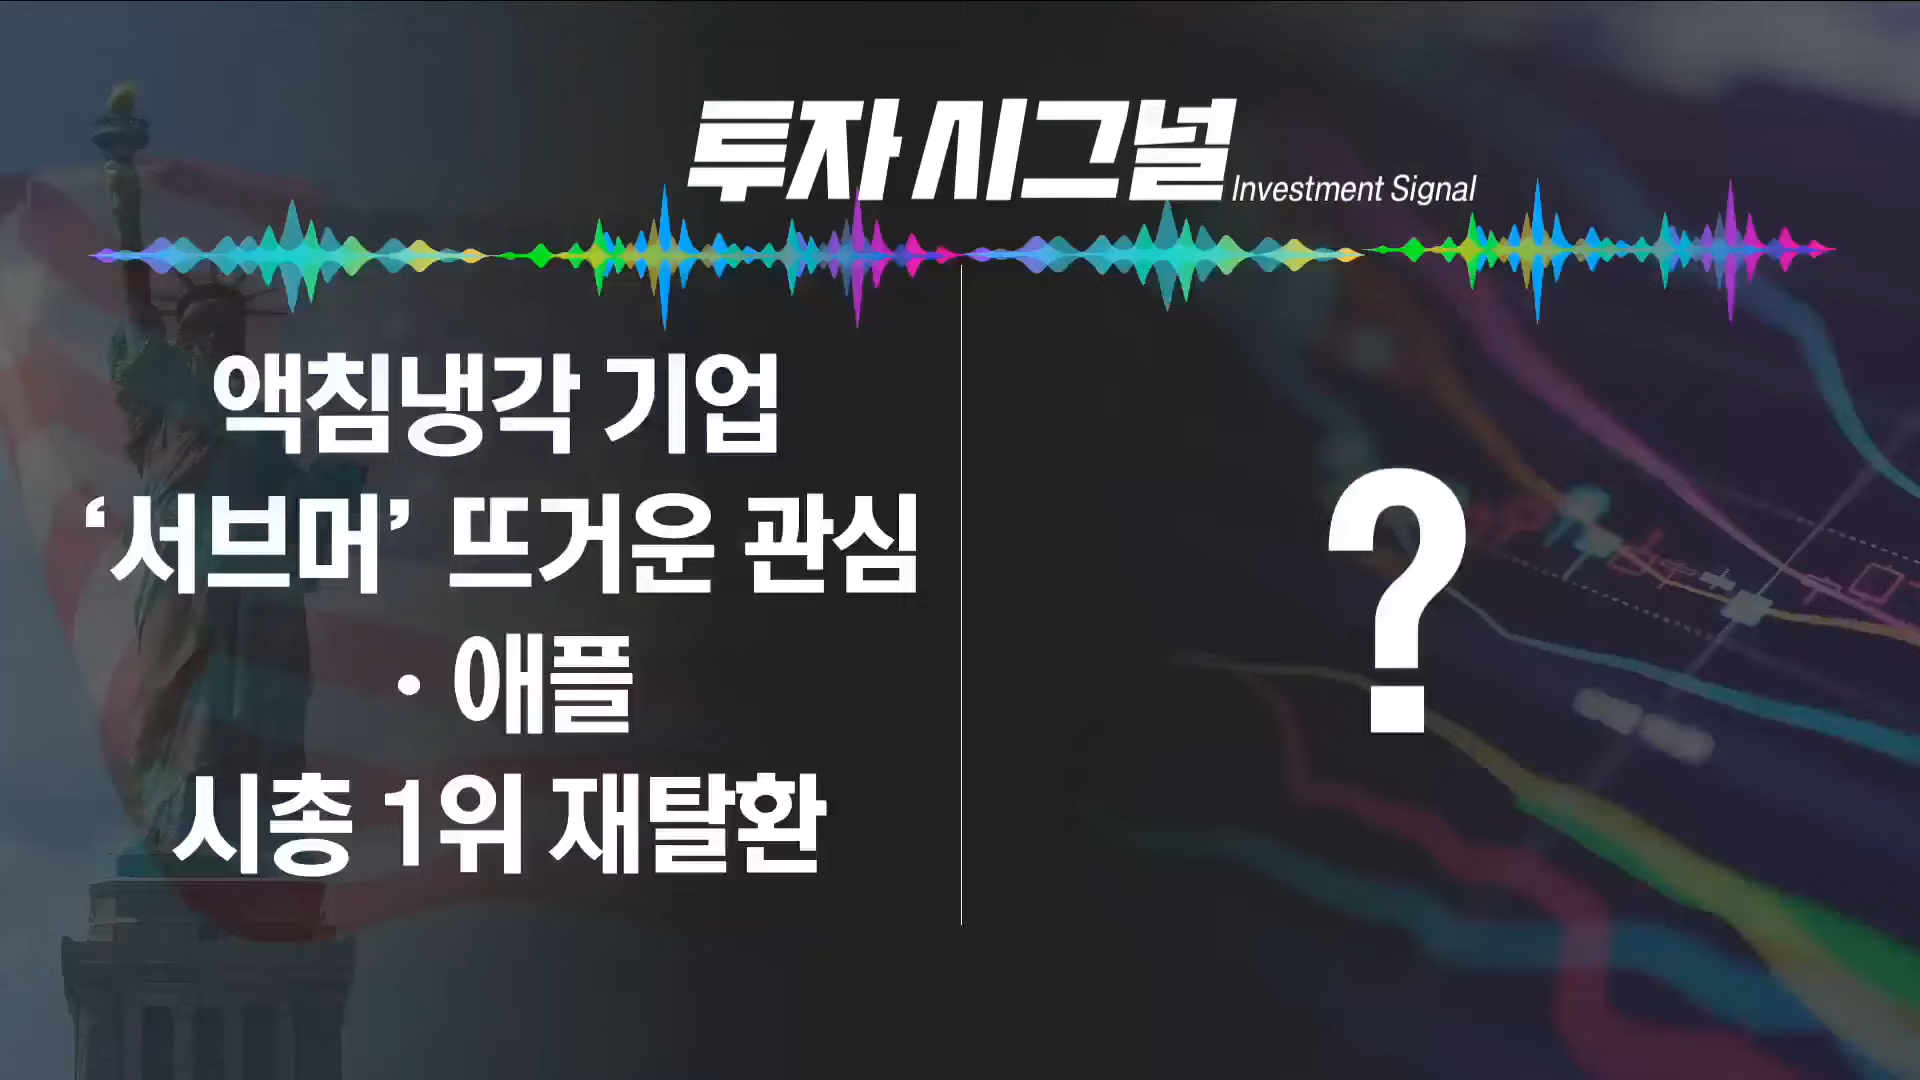 투자 시그널
Investment Signal
액침냉각 기업
‘서브머’ 뜨거운 관심
· 애플
시총 1위 재탈환
?